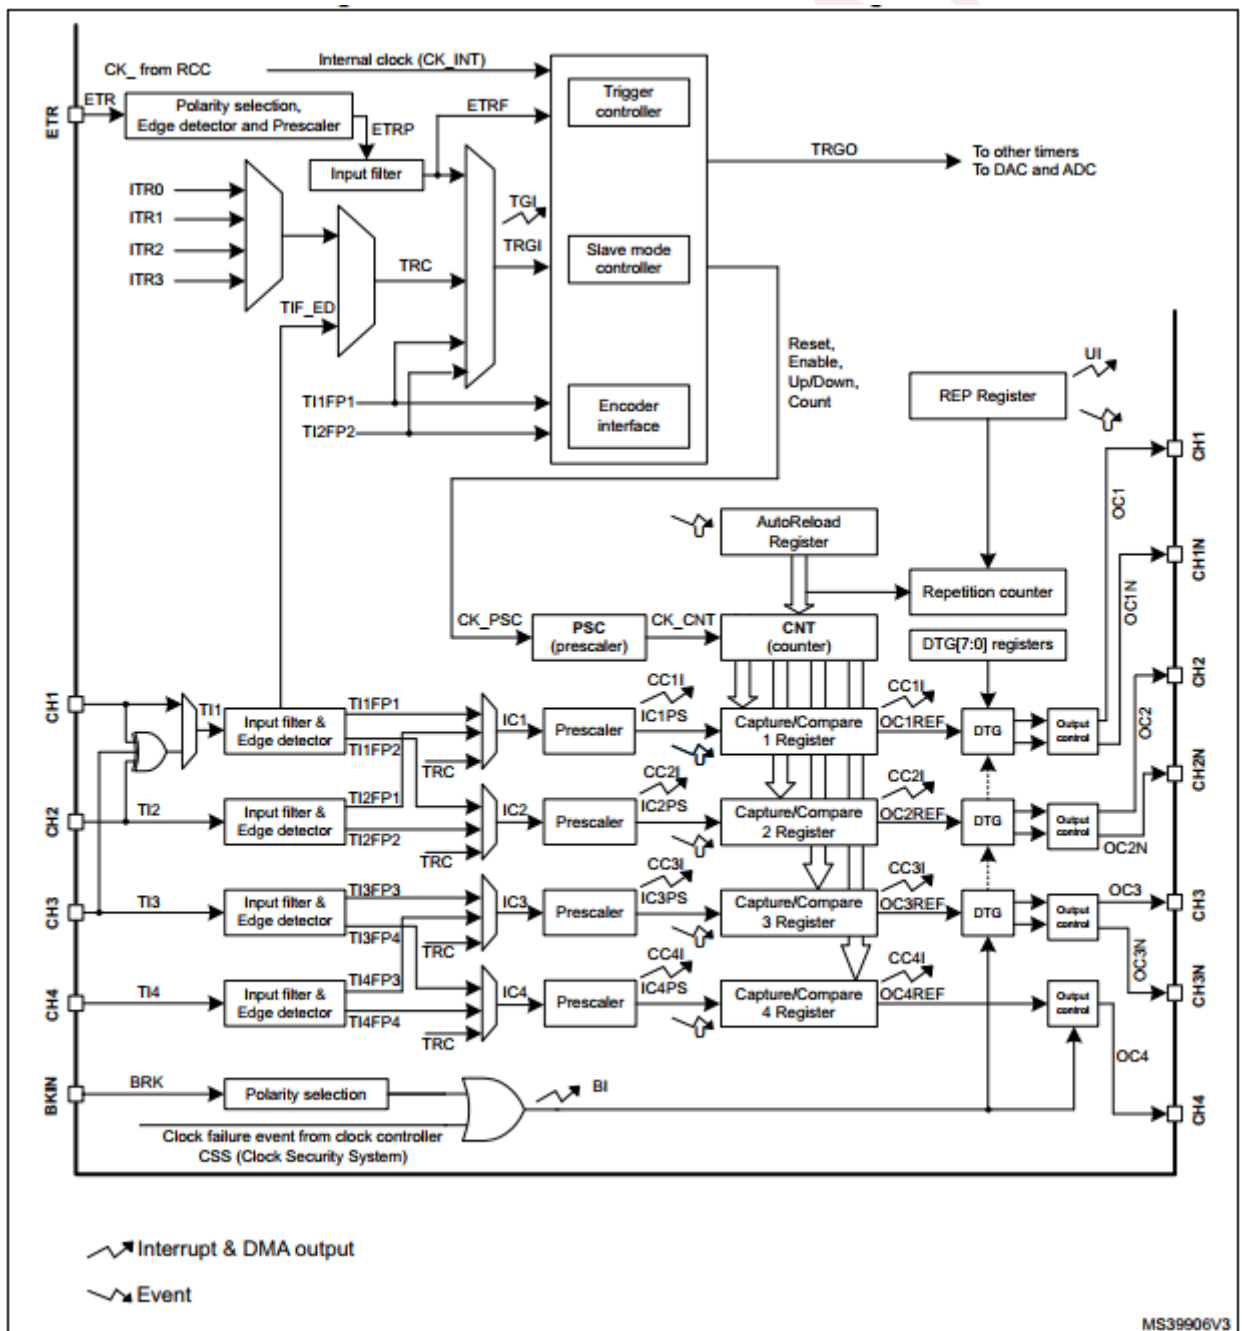 CK_ from RCC
Internal clock (CK_INT)
ETR
ETR
Polarity selection,
Edge detector and Prescaler
ETRP
ETRF
Input filter
Trigger
controller
TRGO
To other timers
To DAC and ADC
ITR0
ITR1
ITR2
ITR3
TGI
TRGI
TRC
TIF_ED
Slave mode
controller
Reset,
Enable,
Up/Down,
Count
TI1FP1
TI2FP2
Encoder
interface
REP Register
UI
AutoReload
Register
Repetition counter
CK_PSC
PSC
(prescaler)
CK_CNT
CNT
(counter)
DTG[7:0] registers
CH1
TI1
Input filter &
Edge detector
TI1FP1
TI1FP2
TRC
IC1
Prescaler
CC1I
IC1PS
Capture/Compare
1 Register
CC1I
OC1REF
DTG
Output
control
OC1
CH1
OC1N
CH1N
CH2
TI2
Input filter &
Edge detector
TI2FP1
TI2FP2
TRC
IC2
Prescaler
CC2I
IC2PS
Capture/Compare
2 Register
CC2I
OC2REF
DTG
Output
control
OC2
CH2
OC2N
CH2N
CH3
TI3
Input filter &
Edge detector
TI3FP3
TI3FP4
TRC
IC3
Prescaler
CC3I
IC3PS
Capture/Compare
3 Register
CC3I
OC3REF
DTG
Output
control
OC3
CH3
OC3N
CH3N
CH4
TI4
Input filter &
Edge detector
TI4FP3
TI4FP4
TRC
IC4
Prescaler
CC4I
IC4PS
Capture/Compare
4 Register
CC4I
OC4REF
Output
control
OC4
CH4
BKIN
BRK
Polarity selection
BI
Clock failure event from clock controller
CSS (Clock Security System)
Interrupt & DMA output
Event
MS39906V3